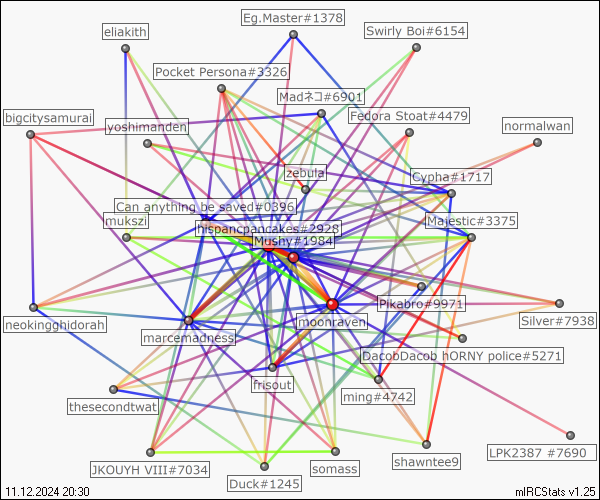 Eg.Master#1378
eliakith
Swirly Boi#6154
Pocket Persona#3326
Madネコ#6901
bigcitysamurai
yoshimanden
Fedora Stoat#4479
normalwan
zebula
Cypha#1717
Can anything be saved#0396
mukszi
hispancpancakes#2928
Majestic#3375
Mushy#1984
Pikabro#9971
neokingghidorah
marcemadness
moonraven
Silver#7938
DacobDacob hORNY police#5271
frisout
ming#4742
thesecondtwat
LPK2387 #7690
JKOUYH VIII#7034
somass
shawntee9
Duck#1245
11.12.2024 20:30
mIRCStats v1.25